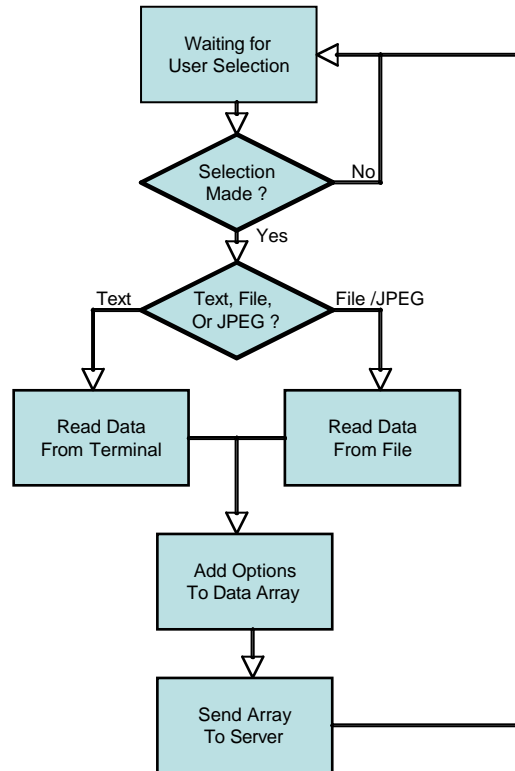 Waiting for
User Selection
Selection
Made ?
No
Yes
Text
Text, File,
Or JPEG ?
File /JPEG
Read Data
From Terminal
Read Data
From File
Add Options
To Data Array
Send Array
To Server